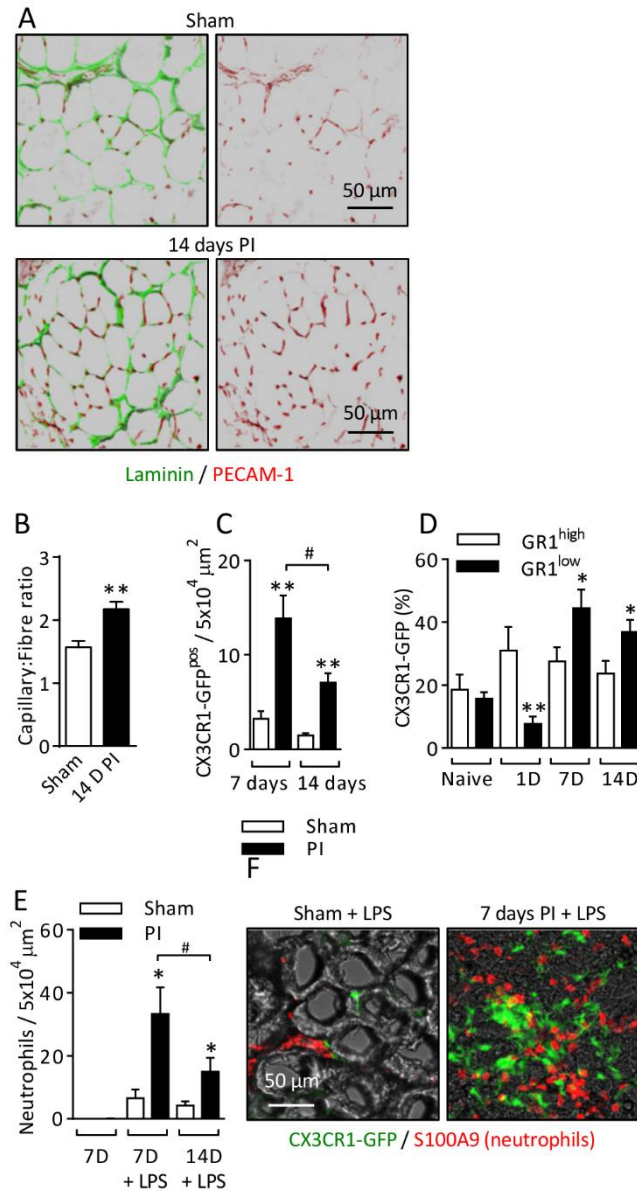 A
Sham
50 µm
14 days PI
50 µm
Laminin / PECAM-1
B
Capillary:Fibre ratio
3
2
1
0
**
Sham
14 D PI
C
CX3CR1-GFPpos / 5x10⁴ µm²
20
10
0
**
#
**
7 days 14 days
Sham
PI
D
GR1high
GR1low
CX3CR1-GFP (%)
60
40
20
0
**
*
*
Naive 1D 7D 14D
E
Sham
PI
Neutrophils / 5x10⁴ µm²
60
40
20
0
*
#
*
7D 7D 14D
+ LPS + LPS
F
Sham + LPS 7 days PI + LPS
50 µm
CX3CR1-GFP / S100A9 (neutrophils)